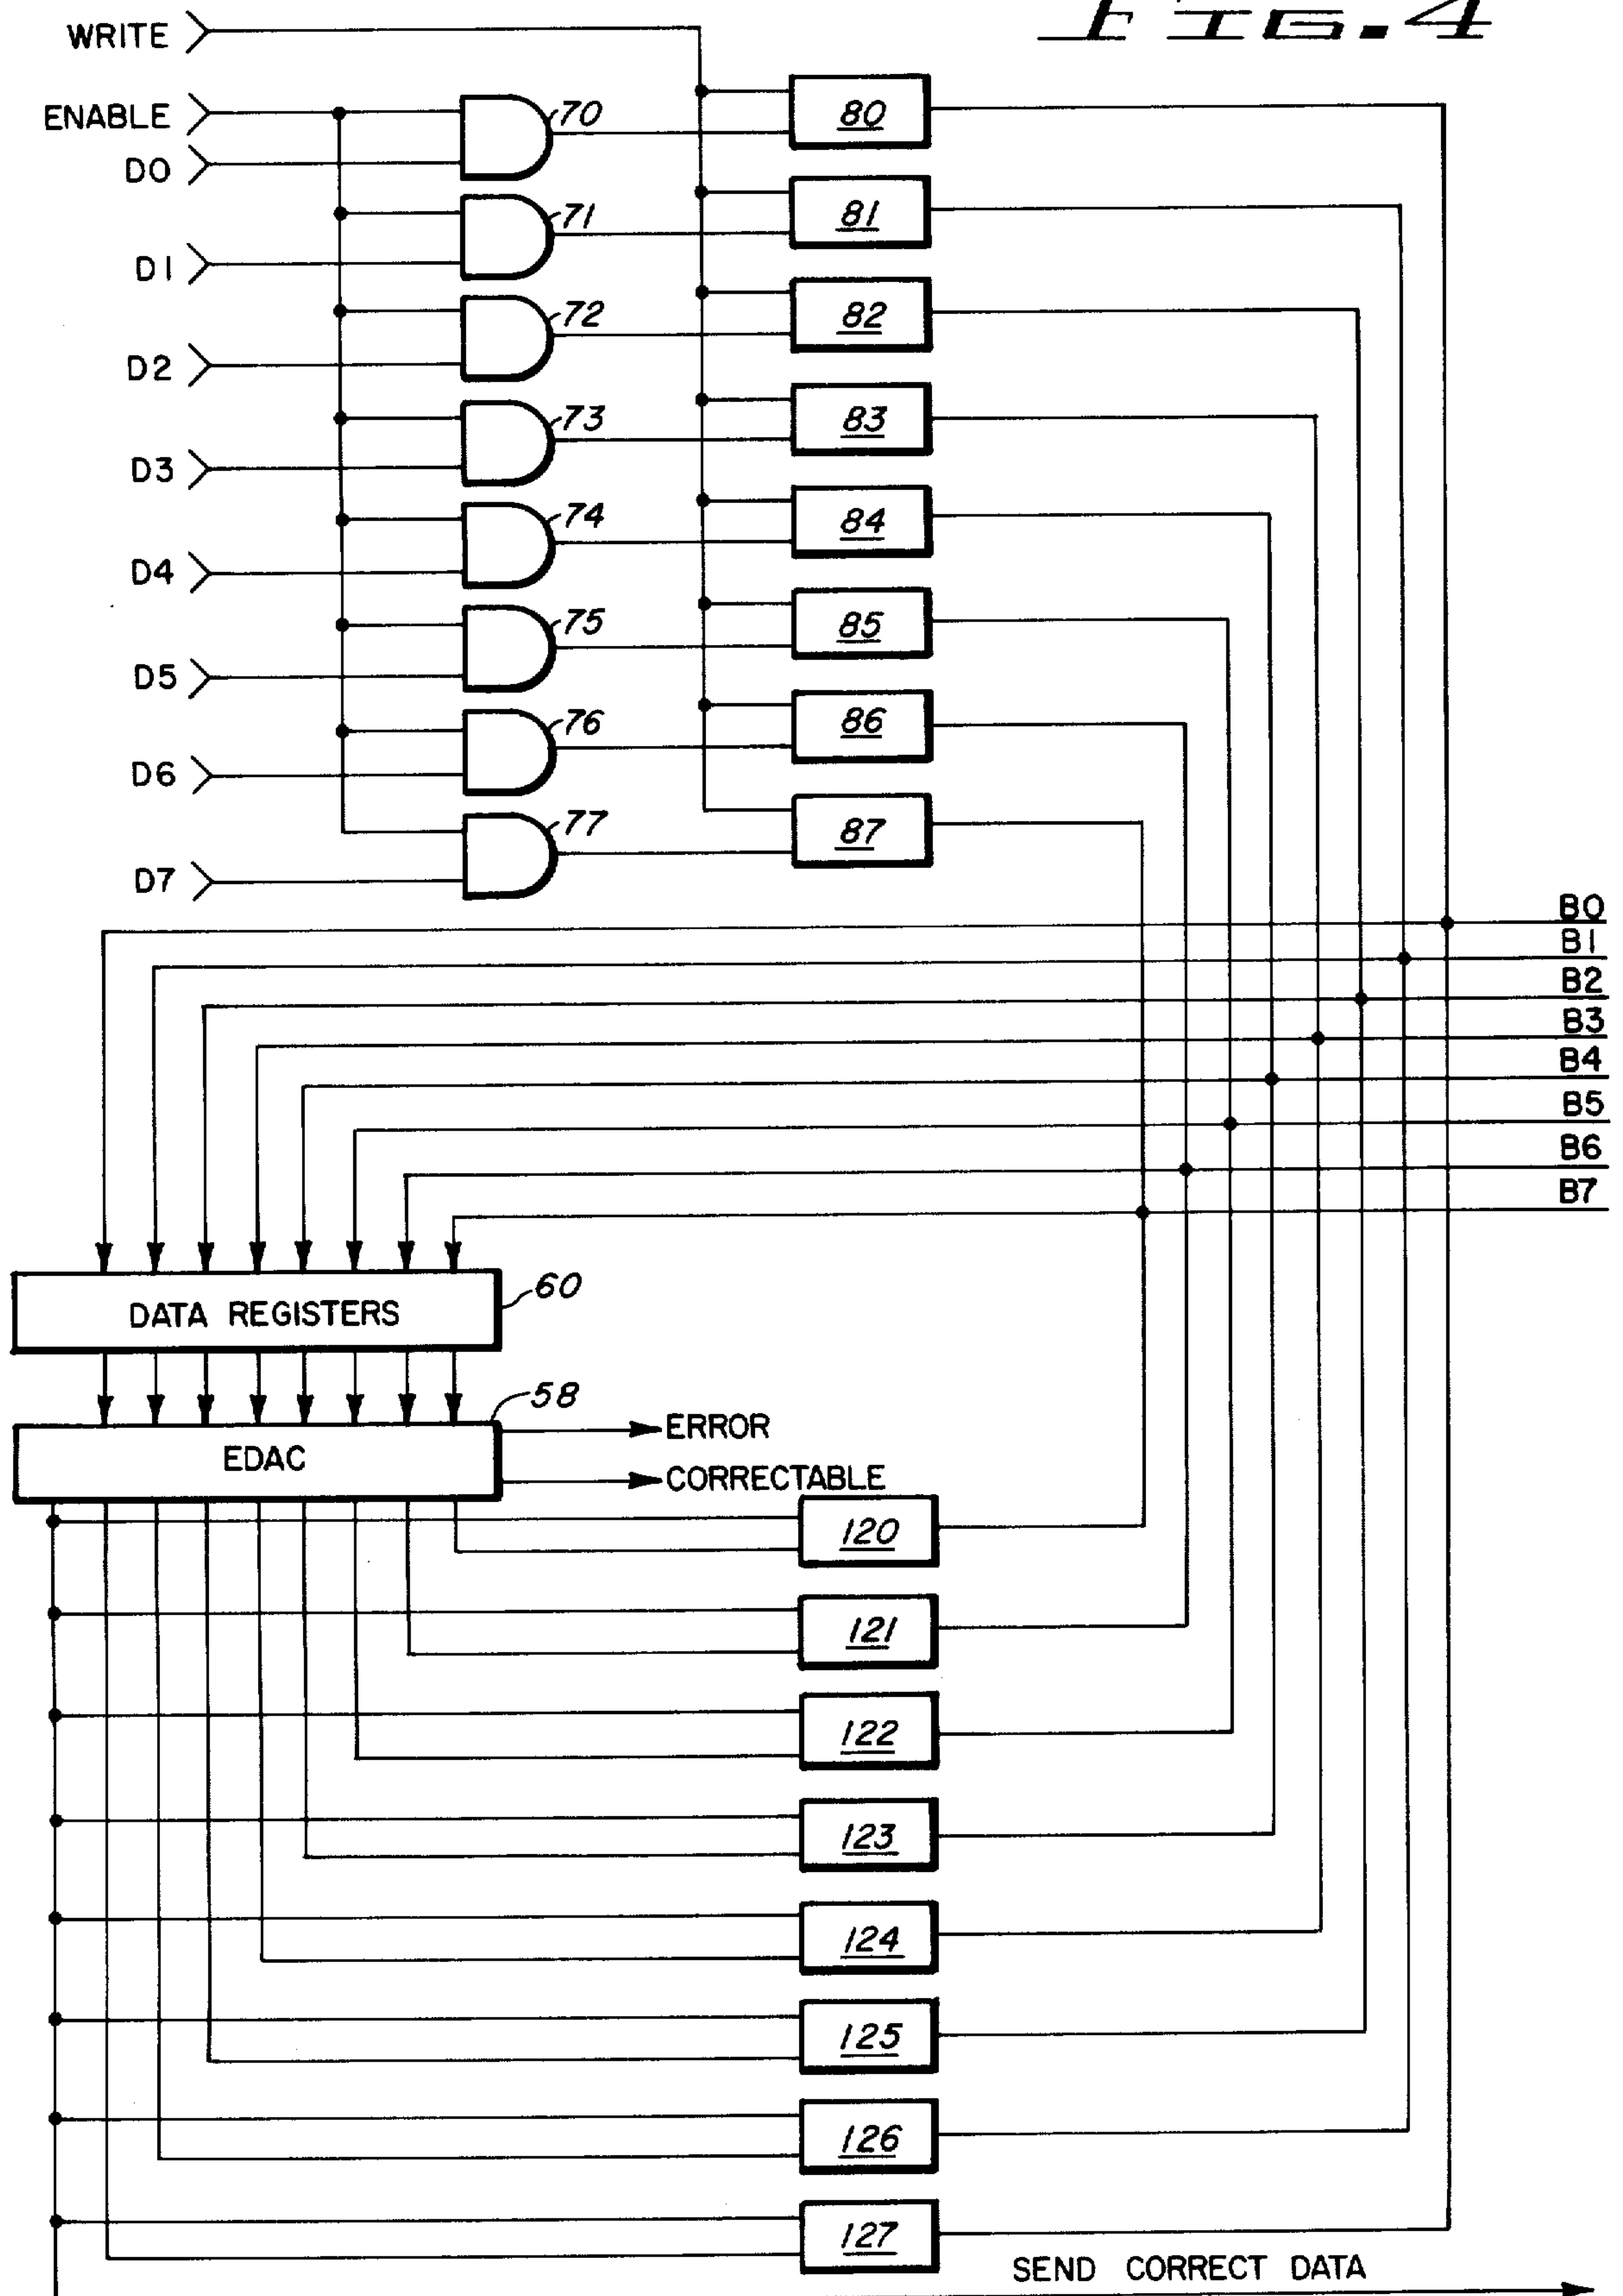 FIG. 4
WRITE
ENABLE
70
80
D0
71
81
D1
72
82
D2
73
83
D3
74
84
D4
75
85
D5
76
86
D6
77
87
D7
B0
B1
B2
B3
B4
B5
B6
B7
DATA REGISTERS
60
58
EDAC
ERROR
CORRECTABLE
120
121
122
123
124
125
126
127
SEND CORRECT DATA